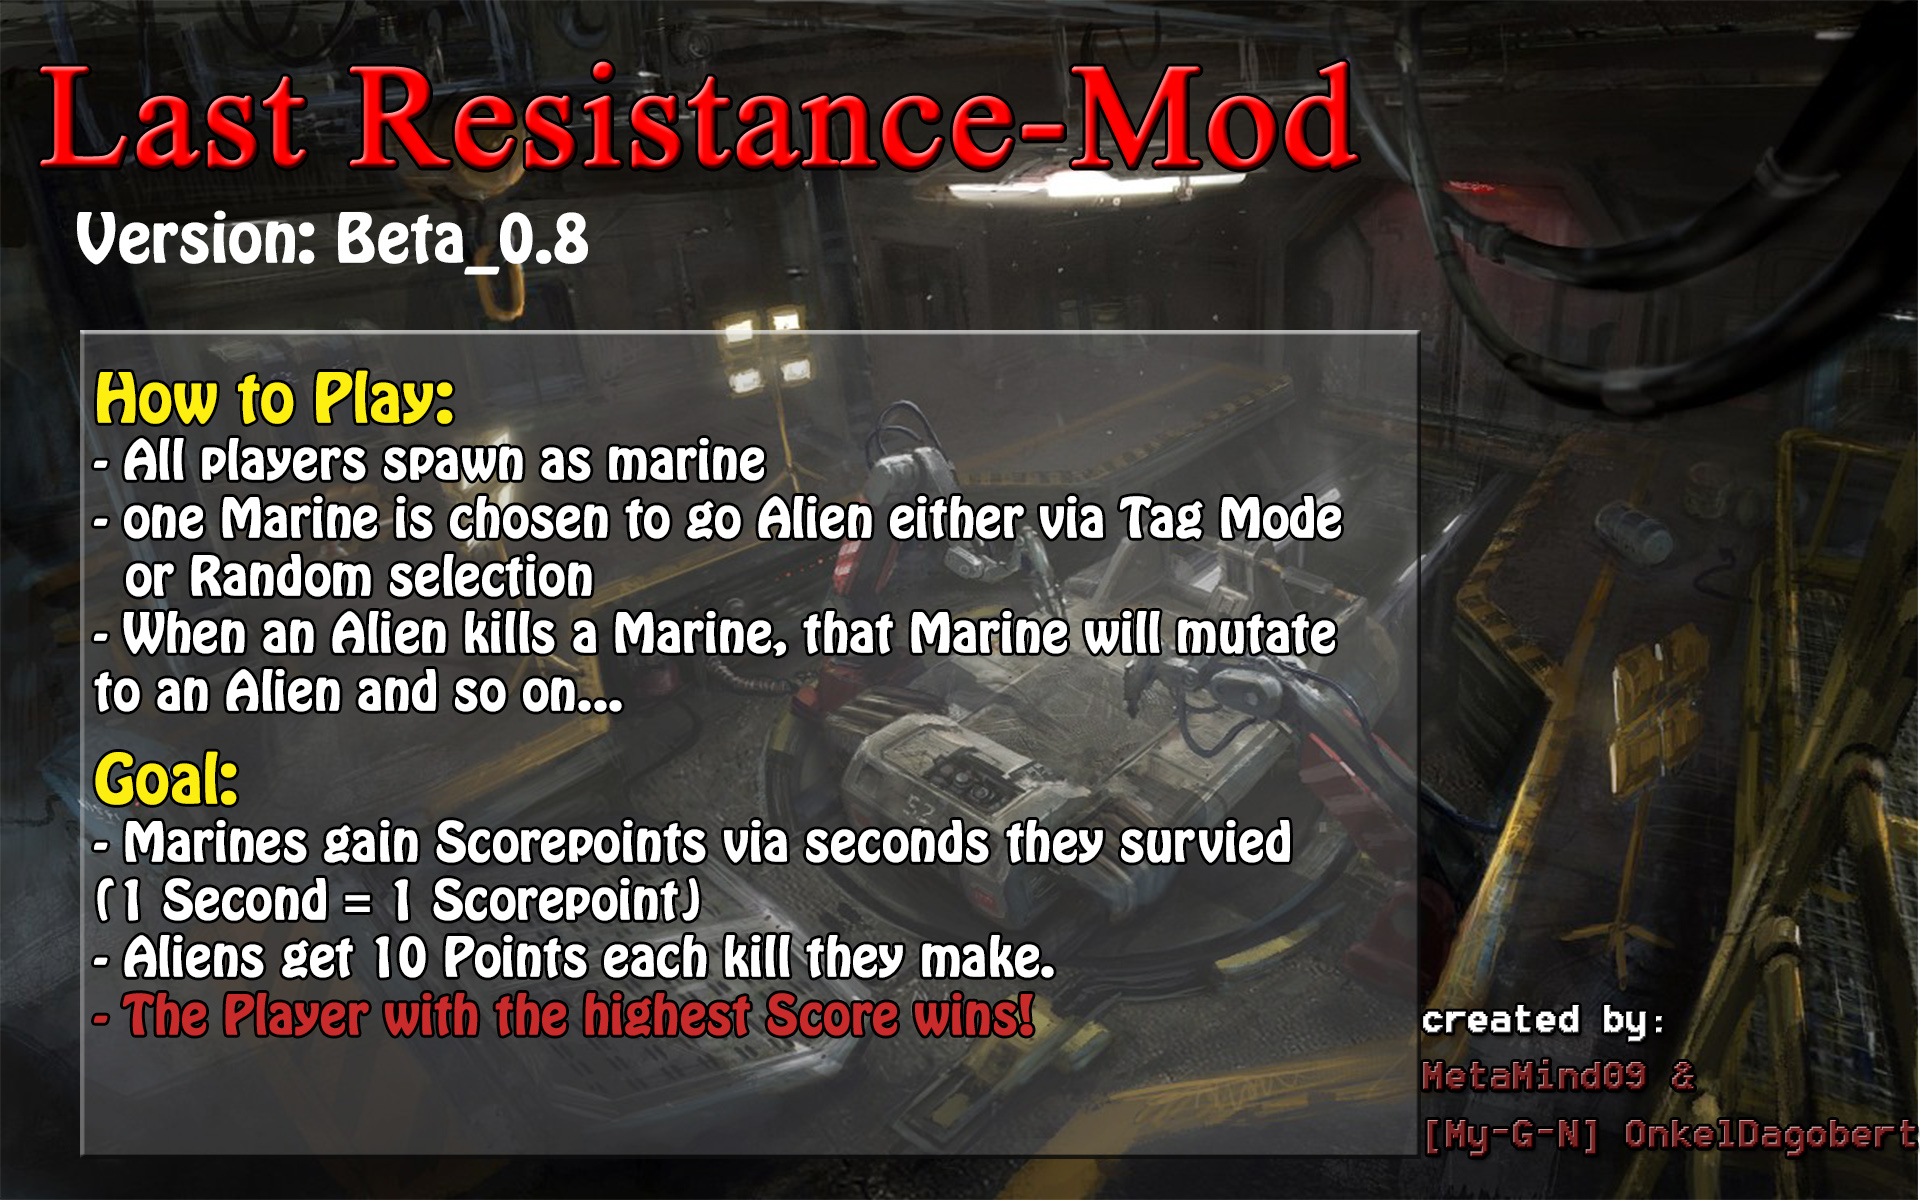 Last Resistance-Mod
Version: Beta_0.8
How to Play:
- All players spawn as marine
- one Marine is chosen to go Alien either via Tag Mode
or Random selection
- When an Alien kills a Marine, that Marine will mutate
to an Alien and so on...
Goal:
- Marines gain Scorepoints via seconds they survied
(1 Second = 1 Scorepoint)
- Aliens get 10 Points each kill they make.
- The Player with the highest Score wins!
created by:
MetaMind09 &
[My-G-N] OnkelDagobert
52